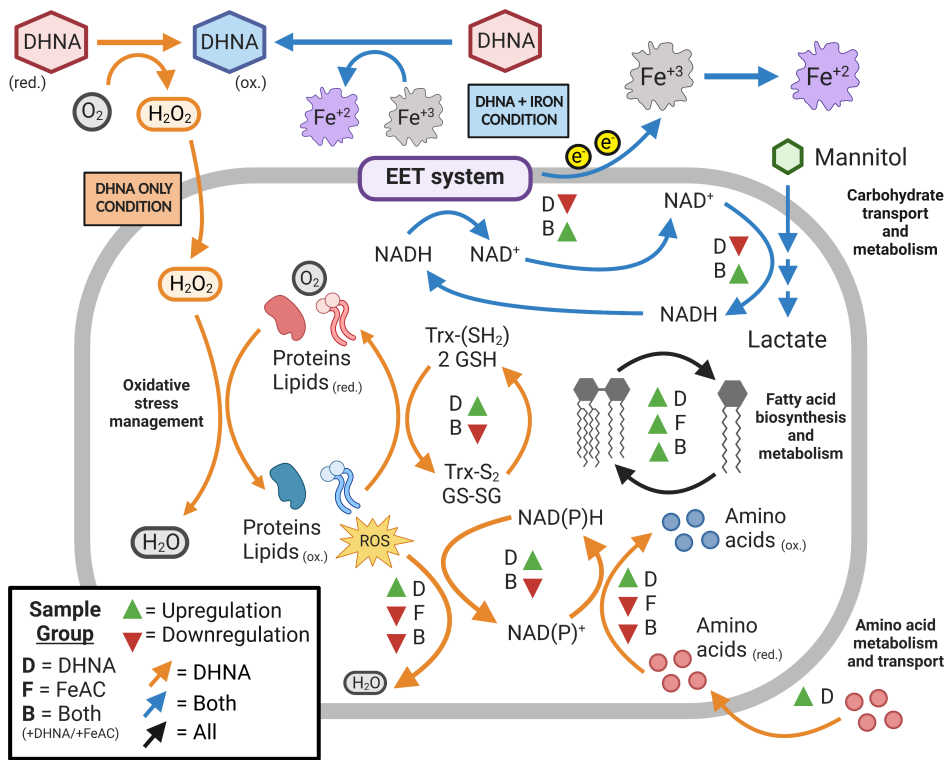 DHNA
(red.)
DHNA
(ox.)
DHNA
O2
H2O2
Fe+2
Fe+3
DHNA + IRON
CONDITION
Fe+3
Fe+2
e-
e-
EET system
Mannitol
DHNA ONLY
CONDITION
Carbohydrate
transport
and
metabolism
D
B
NAD+
NADH
NAD+
D
B
NADH
Lactate
H2O2
O2
Proteins
Lipids (red.)
Trx-(SH2)
2 GSH
D
B
Trx-S2
GS-SG
Oxidative
stress
management
D
F
B
Fatty acid
biosynthesis
and
metabolism
H2O
Proteins
Lipids (ox.)
ROS
NAD(P)H
D
B
NAD(P)+
Amino
acids (ox.)
D
F
B
D
F
B
H2O
Amino
acids (red.)
Amino acid
metabolism
and transport
D
Sample
Group
= Upregulation
= Downregulation
D = DHNA
F = FeAC
B = Both
(+DHNA/+FeAC)
= DHNA
= Both
= All